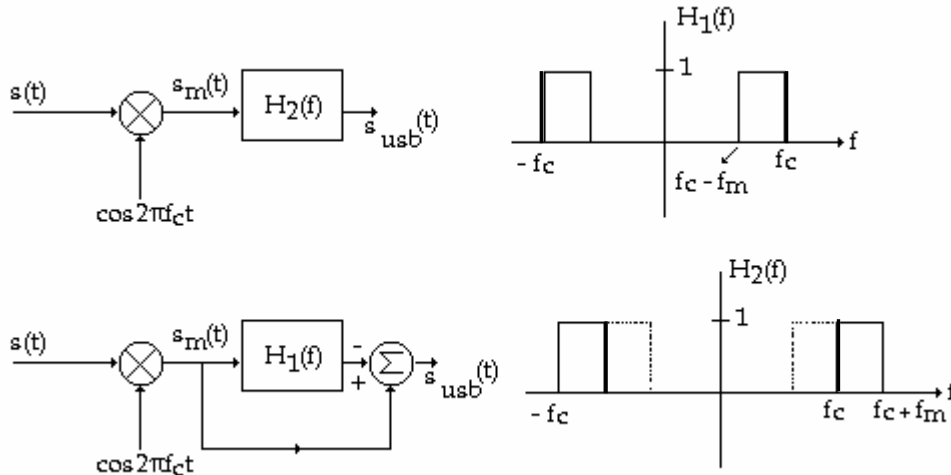 s(t)
s_m(t)
H_2(f)
s_usb(t)
cos2πf_ct
H_1(f)
1
- f_c
f_c - f_m
f_c
f
s(t)
s_m(t)
H_1(f)
-
+
Σ
s_usb(t)
cos2πf_ct
H_2(f)
1
- f_c
f_c
f_c + f_m
f